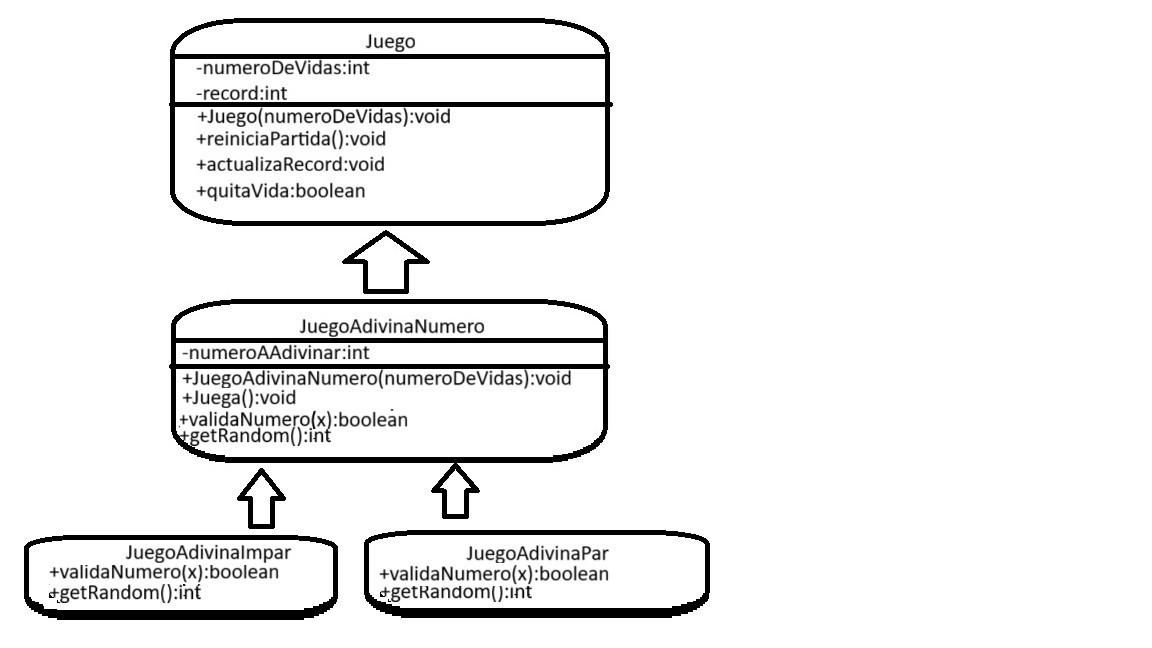 Juego
-numeroDeVidas:int
-record:int
+Juego(numeroDeVidas):void
+reiniciaPartida():void
+actualizaRecord:void
+quitaVida:boolean
JuegoAdivinaNumero
-numeroAAdivinar:int
+JuegoAdivinaNumero(numeroDeVidas):void
+Juega():void
+validaNumero(x):boolean
+getRandom():int
JuegoAdivinaImpar
+validaNumero(x):boolean
+getRandom():int
JuegoAdivinaPar
+validaNumero(x):boolean
+getRandom():int